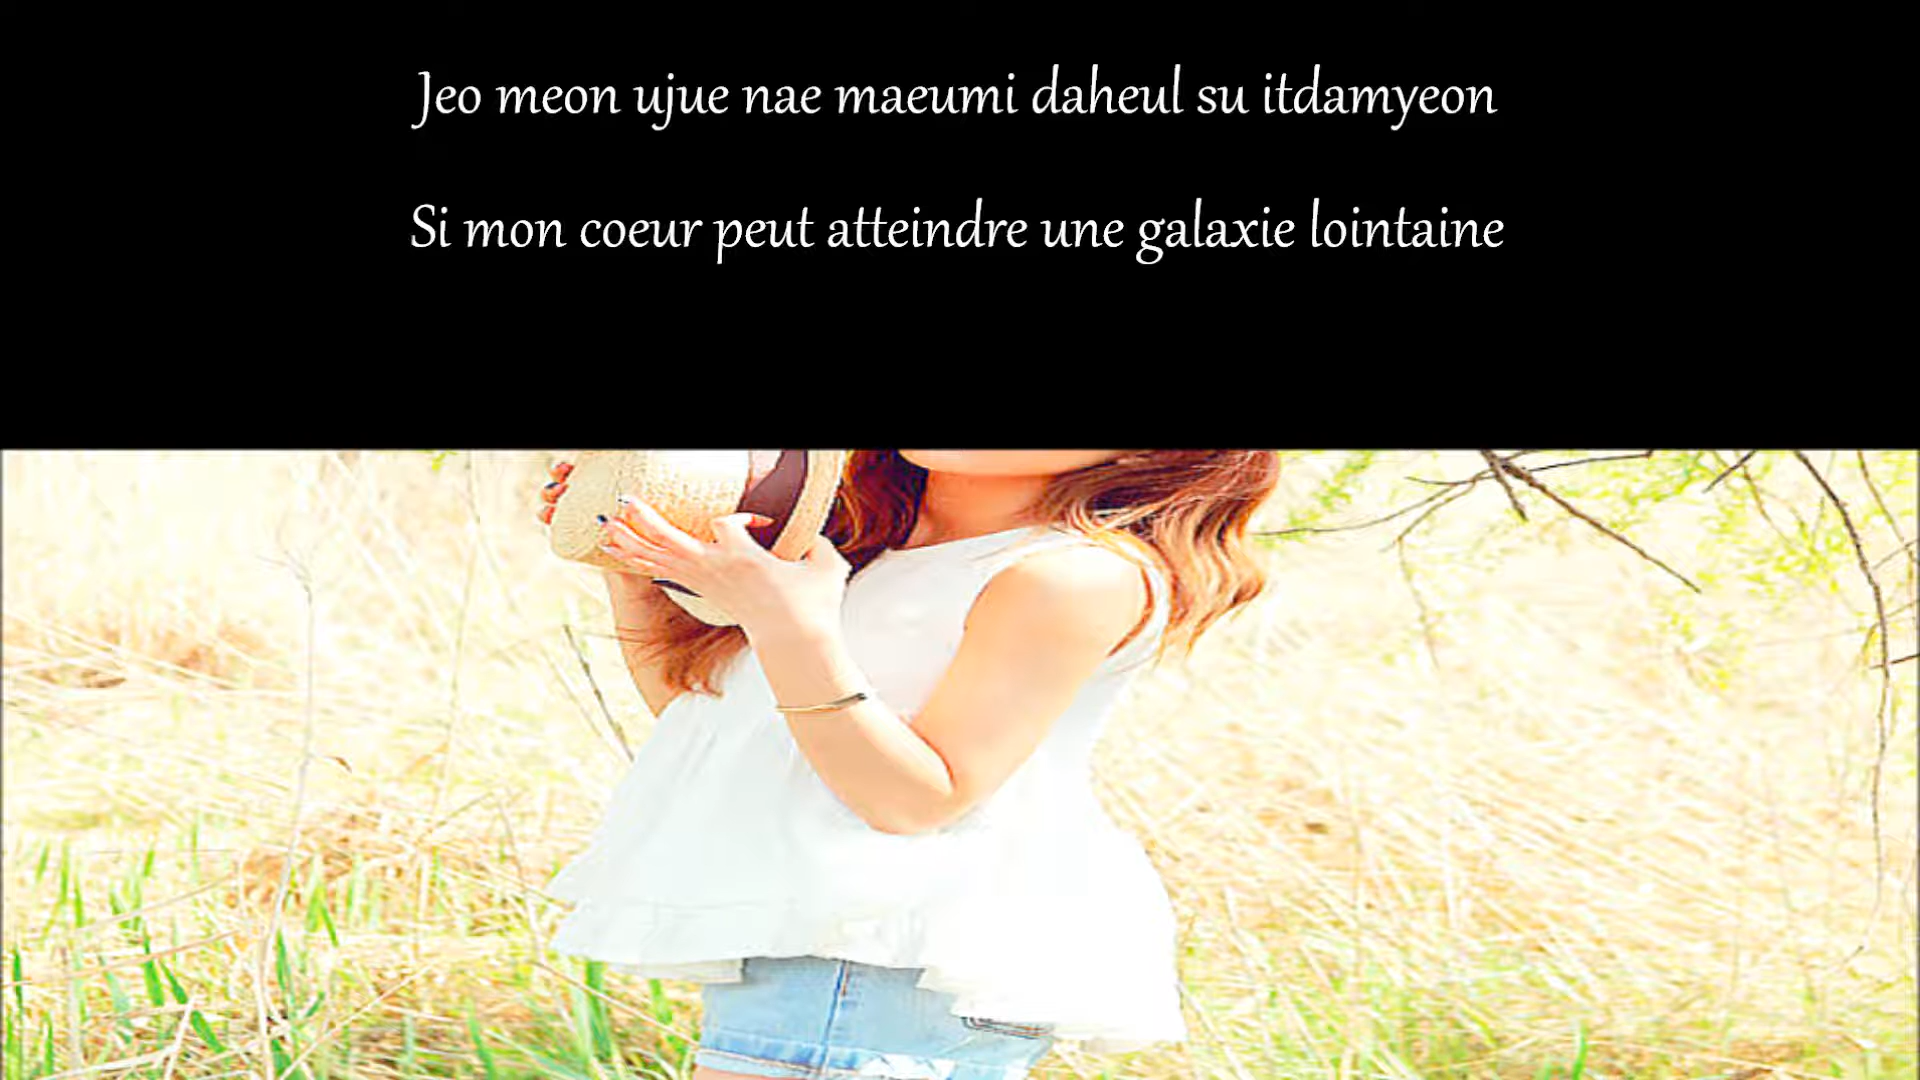 Jeo meon ujue nae maeumi daheul su itdamyeon
Si mon coeur peut atteindre une galaxie lointaine